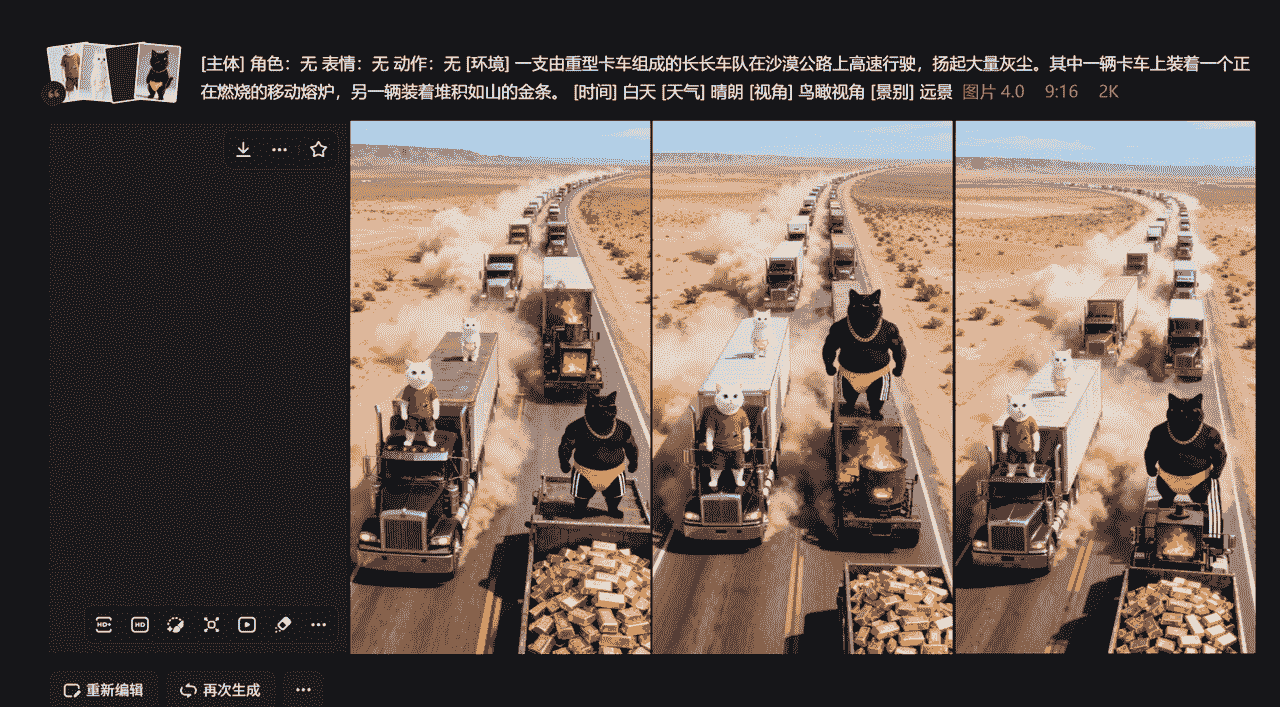 [主体] 角色：无 表情：无 动作：无 [环境] 一支由重型卡车组成的长长车队在沙漠公路上高速行驶，扬起大量灰尘。其中一辆卡车上装着一个正
在燃烧的移动熔炉，另一辆装着堆积如山的金条。 [时间] 白天 [天气] 晴朗 [视角] 鸟瞰视角 [景别] 远景 图片 4.0 9:16 2K
HD+ HD
重新编辑 再次生成